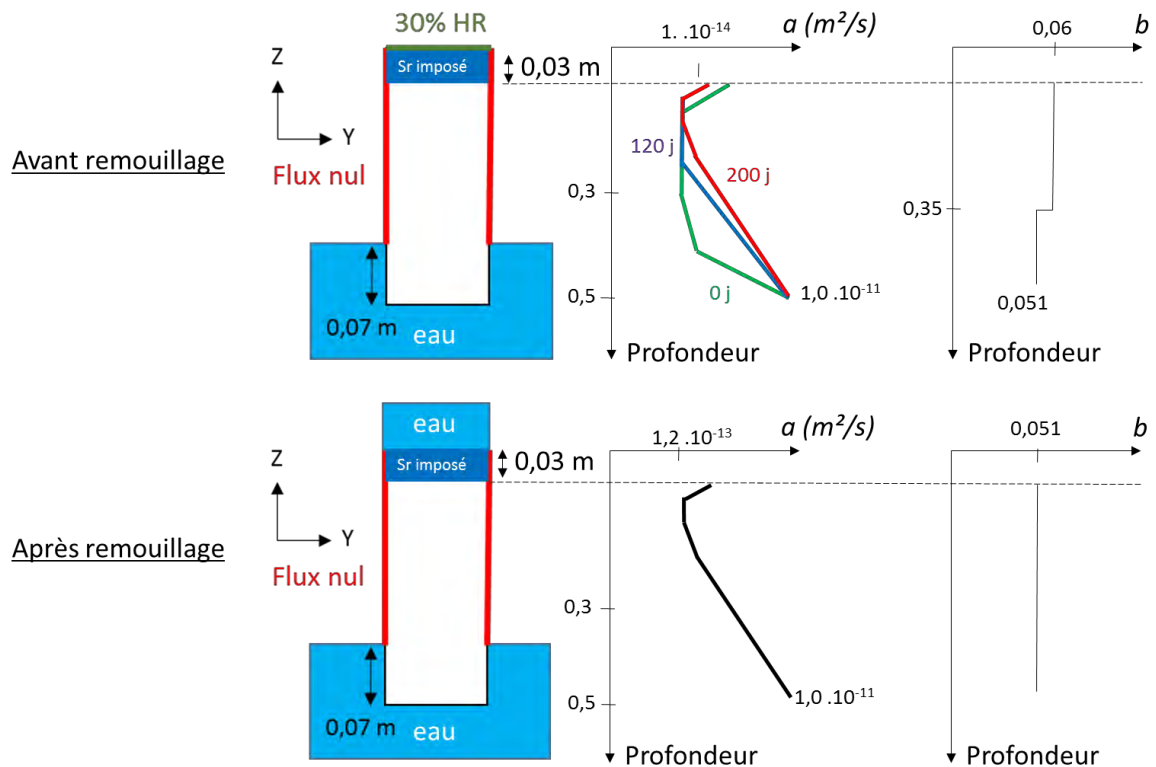 Avant remouillage
30% HR
Sr imposé
0,03 m
Z
Y
Flux nul
0,07 m
eau
1. .10-14
a (m²/s)
120 j
200 j
0 j
0,3
0,5
1,0 .10-11
Profondeur
0,06
b
0,35
0,051
Profondeur
Après remouillage
eau
Sr imposé
0,03 m
Z
Y
Flux nul
0,07 m
eau
1,2 .10-13
a (m²/s)
0,3
0,5
1,0 .10-11
Profondeur
0,051
b
Profondeur